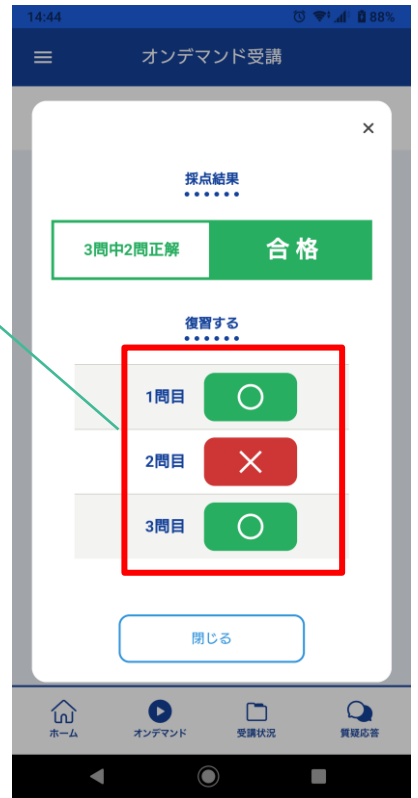 14:44 88%
オンデマンド受講
×
採点結果
3問中2問正解 合格
復習する
1問目 ○
2問目 ×
3問目 ○
閉じる
ホーム オンデマンド 受講状況 質疑応答